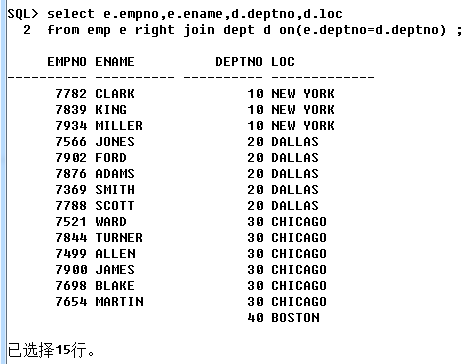 SQL> select e.empno,e.ename,d.deptno,d.loc
  2  from emp e right join dept d on(e.deptno=d.deptno) ;

     EMPNO ENAME          DEPTNO LOC
---------- ---------- ---------- -------------
      7782 CLARK              10 NEW YORK
      7839 KING               10 NEW YORK
      7934 MILLER             10 NEW YORK
      7566 JONES              20 DALLAS
      7902 FORD               20 DALLAS
      7876 ADAMS              20 DALLAS
      7369 SMITH              20 DALLAS
      7788 SCOTT              20 DALLAS
      7521 WARD               30 CHICAGO
      7844 TURNER             30 CHICAGO
      7499 ALLEN              30 CHICAGO
      7900 JAMES              30 CHICAGO
      7698 BLAKE              30 CHICAGO
      7654 MARTIN             30 CHICAGO
                              40 BOSTON

已选择15行。